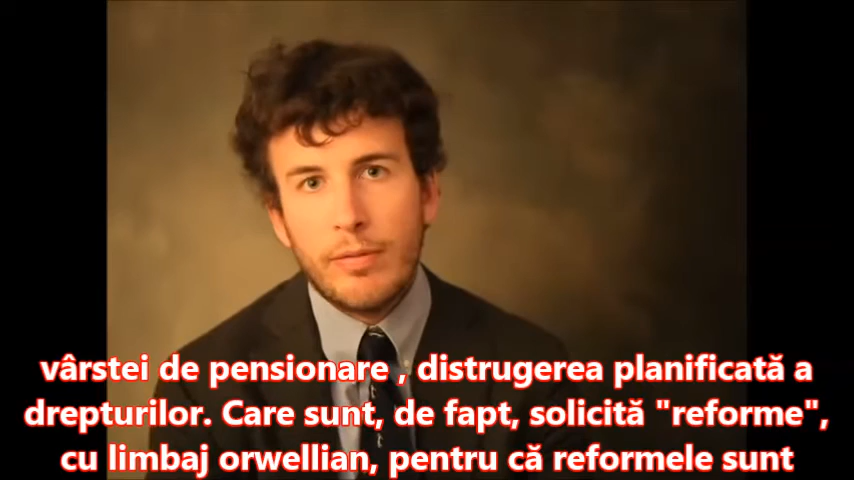 vârstei de pensionare , distrugerea planificată a
drepturilor. Care sunt, de fapt, solicită "reforme",
cu limbaj orwellian, pentru că reformele sunt